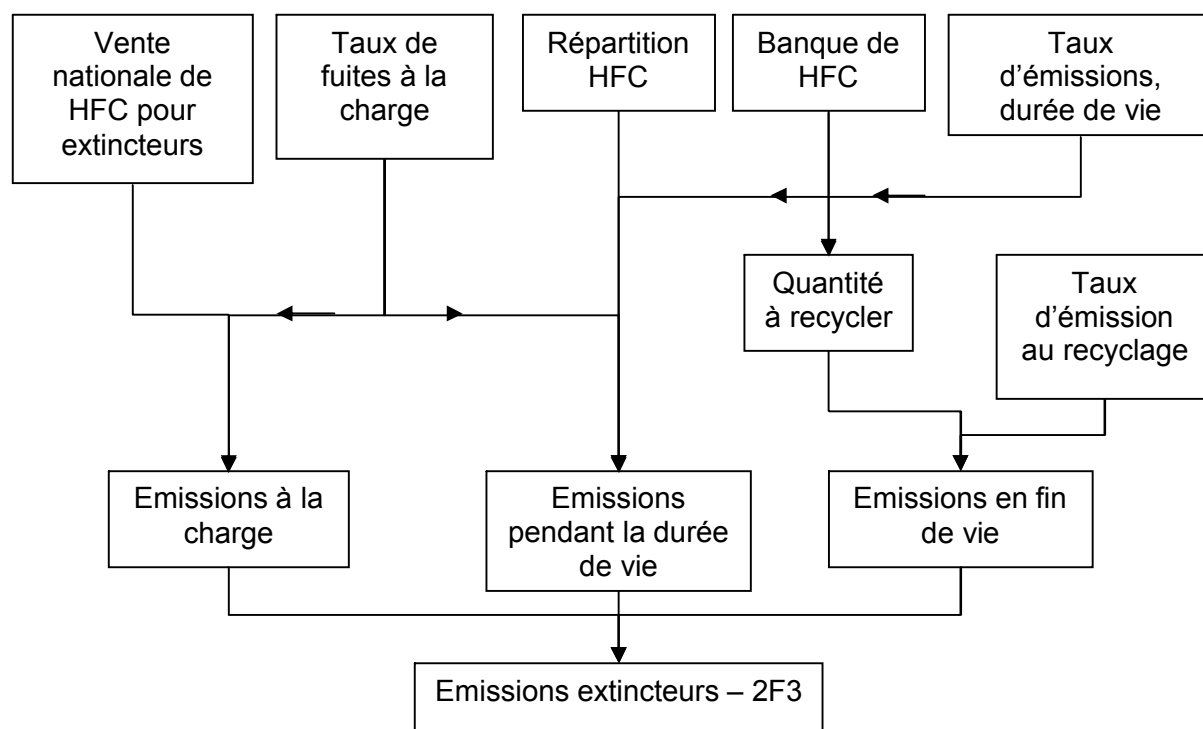 Vente
nationale de
HFC pour
extincteurs
Taux de
fuites à la
charge
Répartition
HFC
Banque de
HFC
Taux
d’émissions,
durée de vie
Quantité
à recycler
Taux
d’émission
au recyclage
Emissions à la
charge
Emissions
pendant la durée
de vie
Emissions en fin
de vie
Emissions extincteurs – 2F3